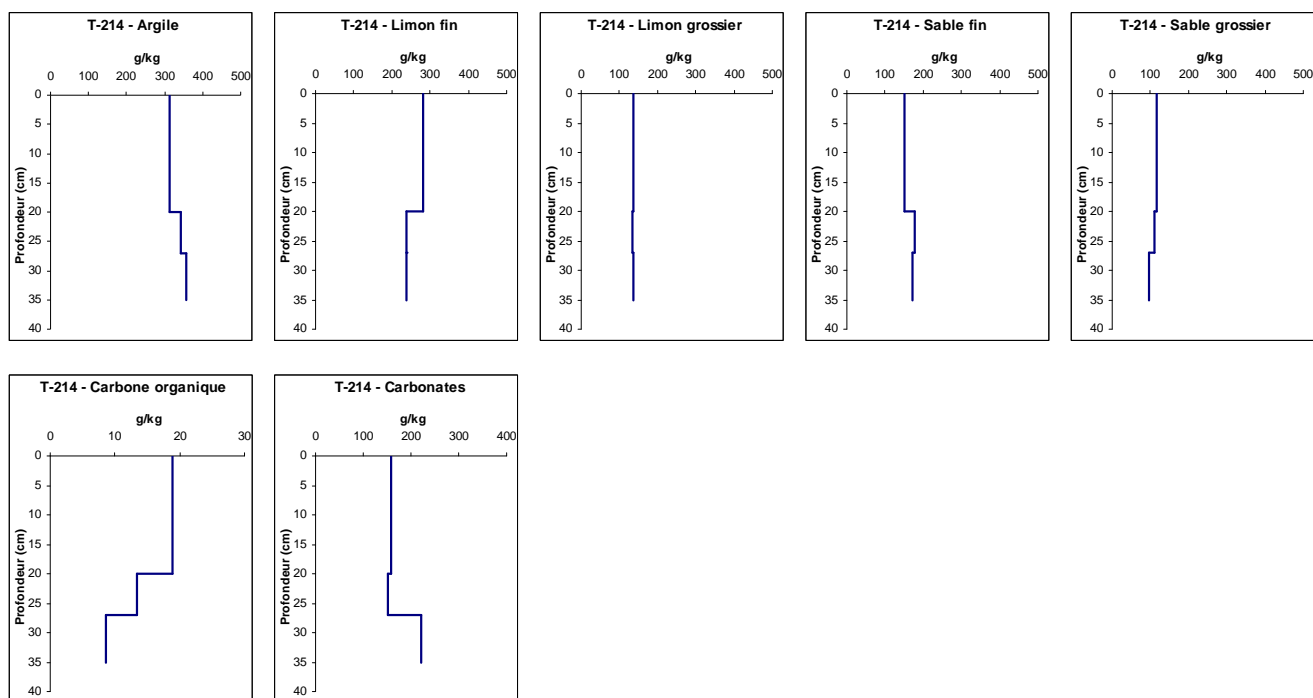 T-214 - Argile
g/kg
0 100 200 300 400 500
0
5
10
15
20
25
30
35
40
Profondeur (cm)
T-214 - Limon fin
g/kg
0 100 200 300 400 500
0
5
10
15
20
25
30
35
40
Profondeur (cm)
T-214 - Limon grossier
g/kg
0 100 200 300 400 500
0
5
10
15
20
25
30
35
40
Profondeur (cm)
T-214 - Sable fin
g/kg
0 100 200 300 400 500
0
5
10
15
20
25
30
35
40
Profondeur (cm)
T-214 - Sable grossier
g/kg
0 100 200 300 400 500
0
5
10
15
20
25
30
35
40
Profondeur (cm)
T-214 - Carbone organique
g/kg
0 10 20 30
0
5
10
15
20
25
30
35
40
Profondeur (cm)
T-214 - Carbonates
g/kg
0 100 200 300 400
0
5
10
15
20
25
30
35
40
Profondeur (cm)